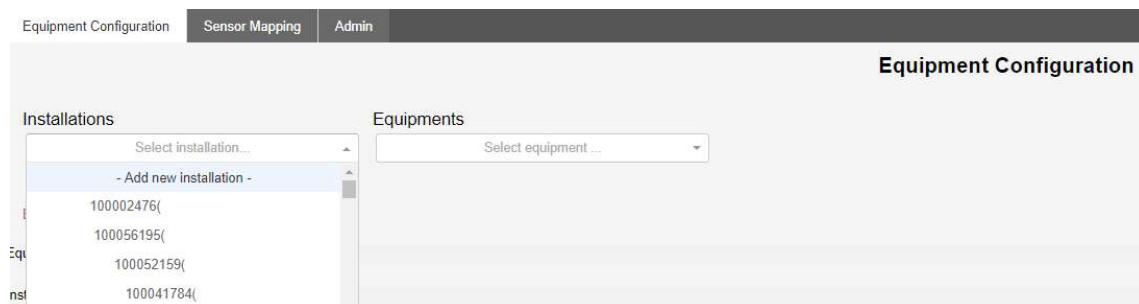 Equipment Configuration Sensor Mapping Admin
Equipment Configuration
Installations Equipments
Select installation... Select equipment ...
- Add new installation -
100002476(
100056195(
100052159(
100041784(